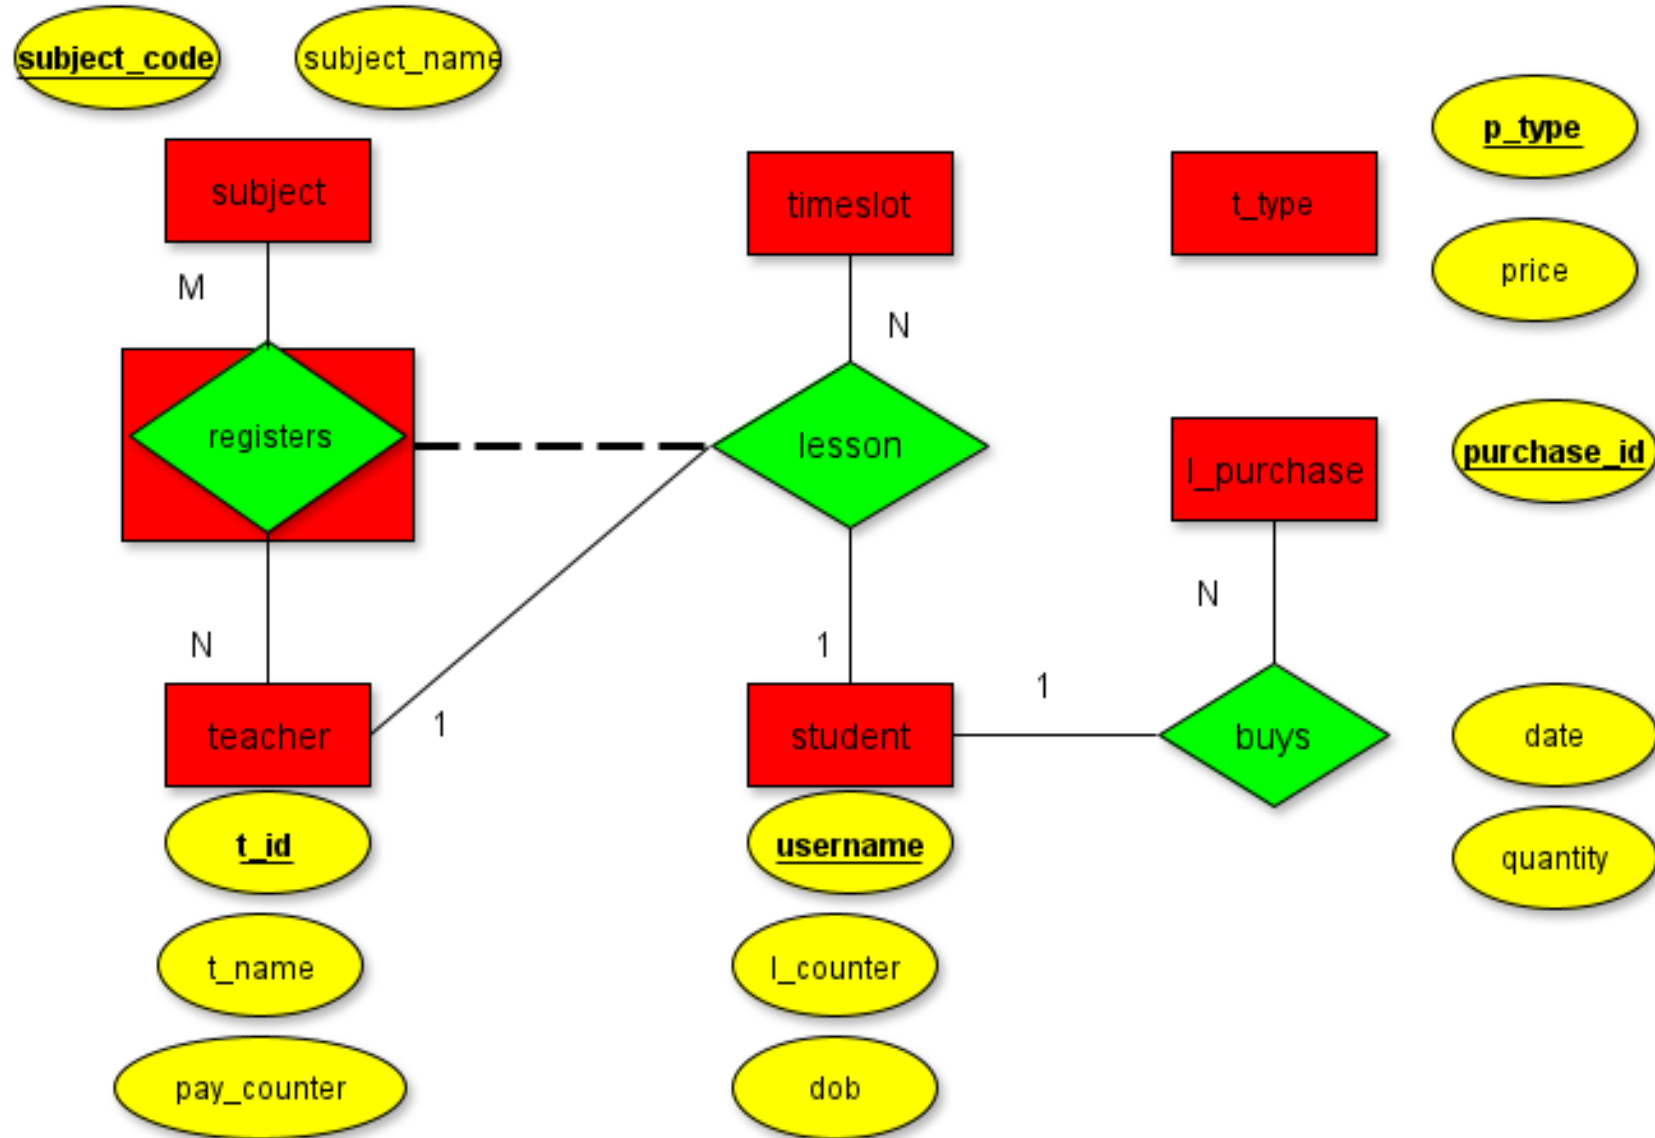 subject_code
subject_name
p_type
subject
timeslot
t_type
price
M
N
registers
lesson
l_purchase
purchase_id
N
N
1
1
1
teacher
student
buys
date
t_id
username
quantity
t_name
l_counter
pay_counter
dob